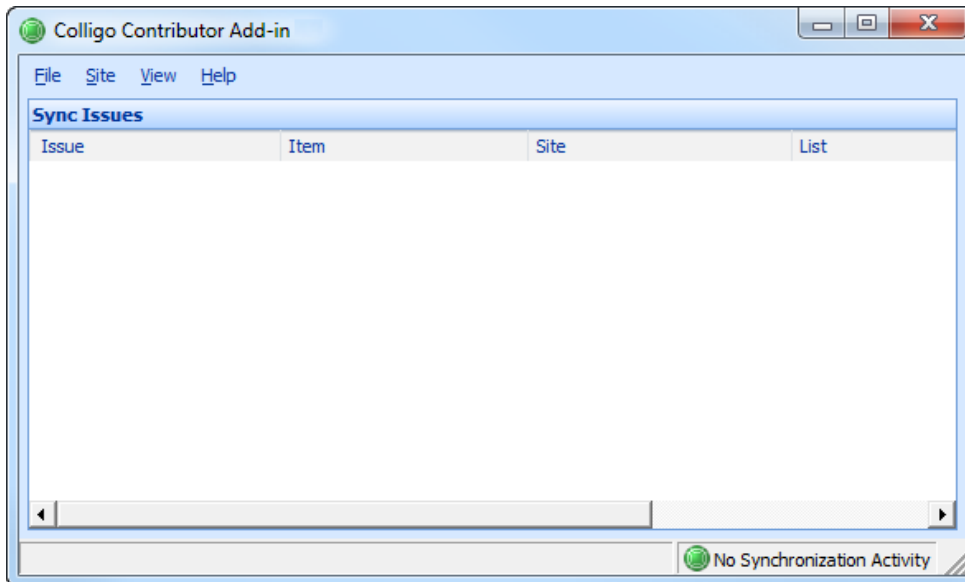 Colligo Contributor Add-in
File Site View Help
Sync Issues
Issue Item Site List
No Synchronization Activity